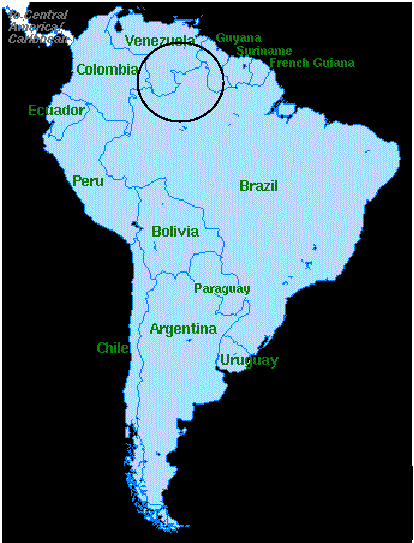 to Central
America/
Caribbean
Venezuela
Guyana
Suriname
French Guiana
Colombia
Ecuador
Peru
Brazil
Bolivia
Paraguay
Argentina
Chile
Uruguay